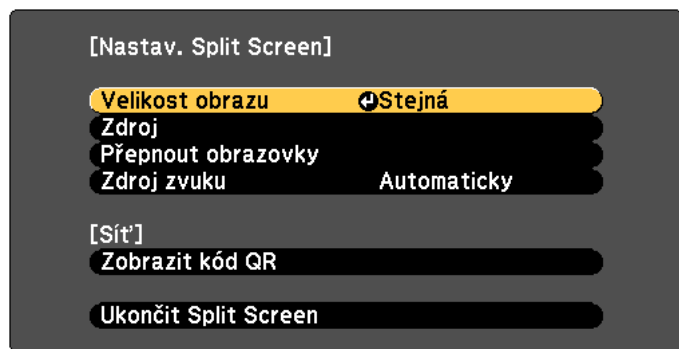 [Nastav. Split Screen]
Velikost obrazu Stejná
Zdroj
Přepnout obrazovky
Zdroj zvuku Automaticky
[Síť]
Zobrazit kód QR
Ukončit Split Screen